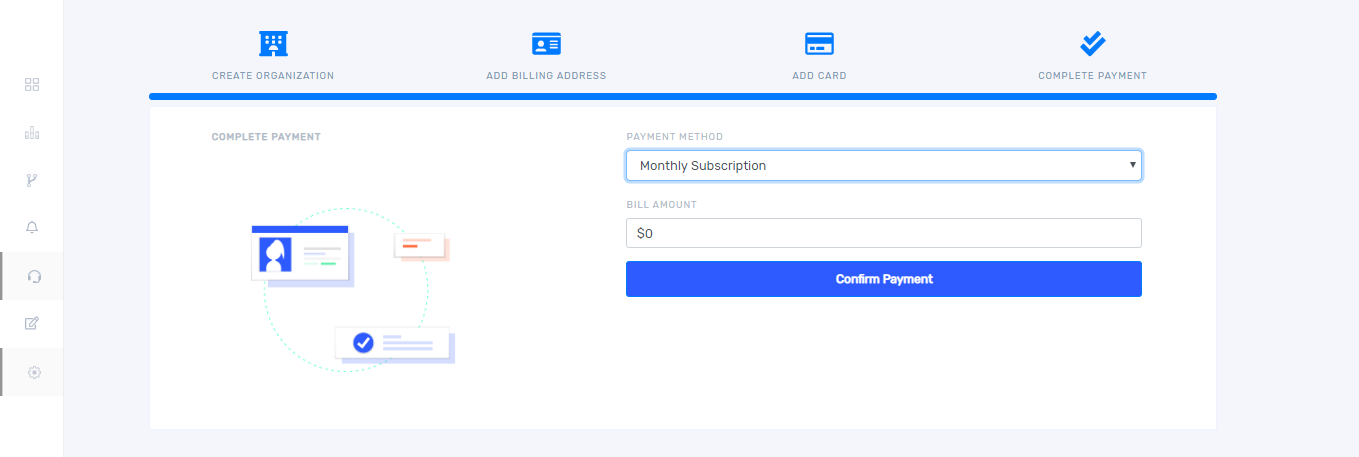 CREATE ORGANIZATION
ADD BILLING ADDRESS
ADD CARD
COMPLETE PAYMENT
COMPLETE PAYMENT
PAYMENT METHOD
Monthly Subscription
BILL AMOUNT
$0
Confirm Payment